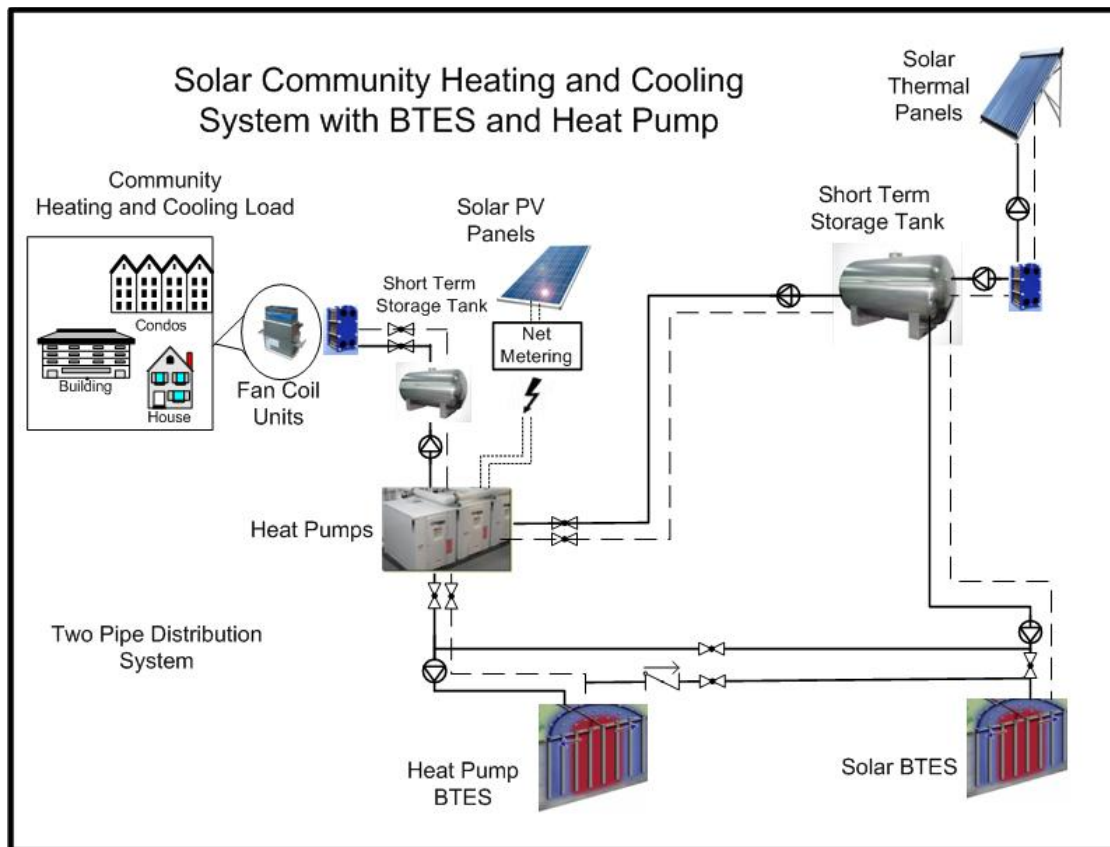 Solar Community Heating and Cooling
System with BTES and Heat Pump
Solar
Thermal
Panels
Community
Heating and Cooling Load
Solar PV
Panels
Short Term
Storage Tank
Short Term
Storage Tank
Condos
Net
Metering
Building
House
Fan Coil
Units
Heat Pumps
Two Pipe Distribution
System
Heat Pump
BTES
Solar BTES